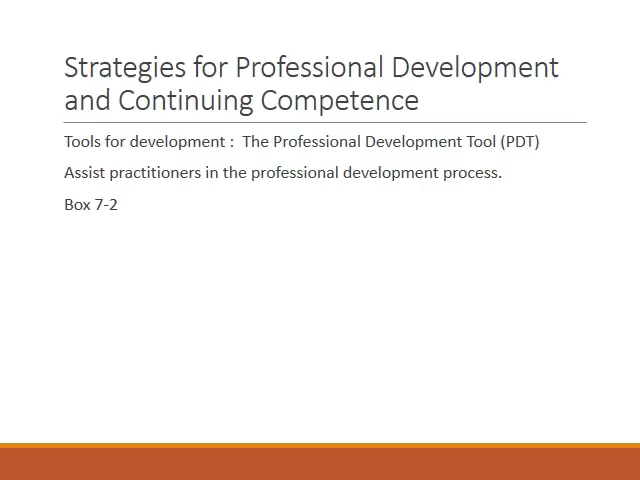 Strategies for Professional Development
and Continuing Competence
Tools for development :  The Professional Development Tool (PDT)
Assist practitioners in the professional development process.
Box 7-2